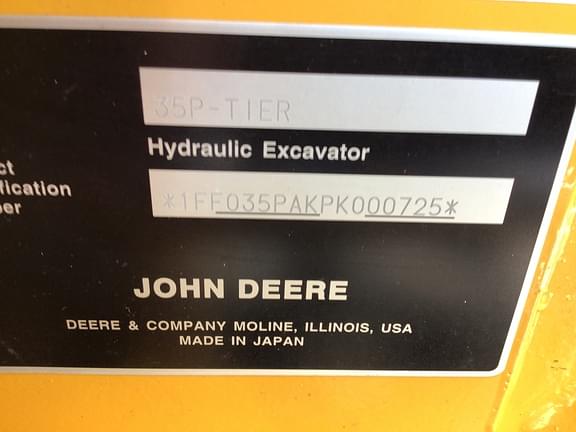 35P-TIER
Hydraulic Excavator
ct
fication
ber
*1FF035PAKPK000725*
JOHN DEERE
DEERE & COMPANY MOLINE, ILLINOIS, USA
MADE IN JAPAN